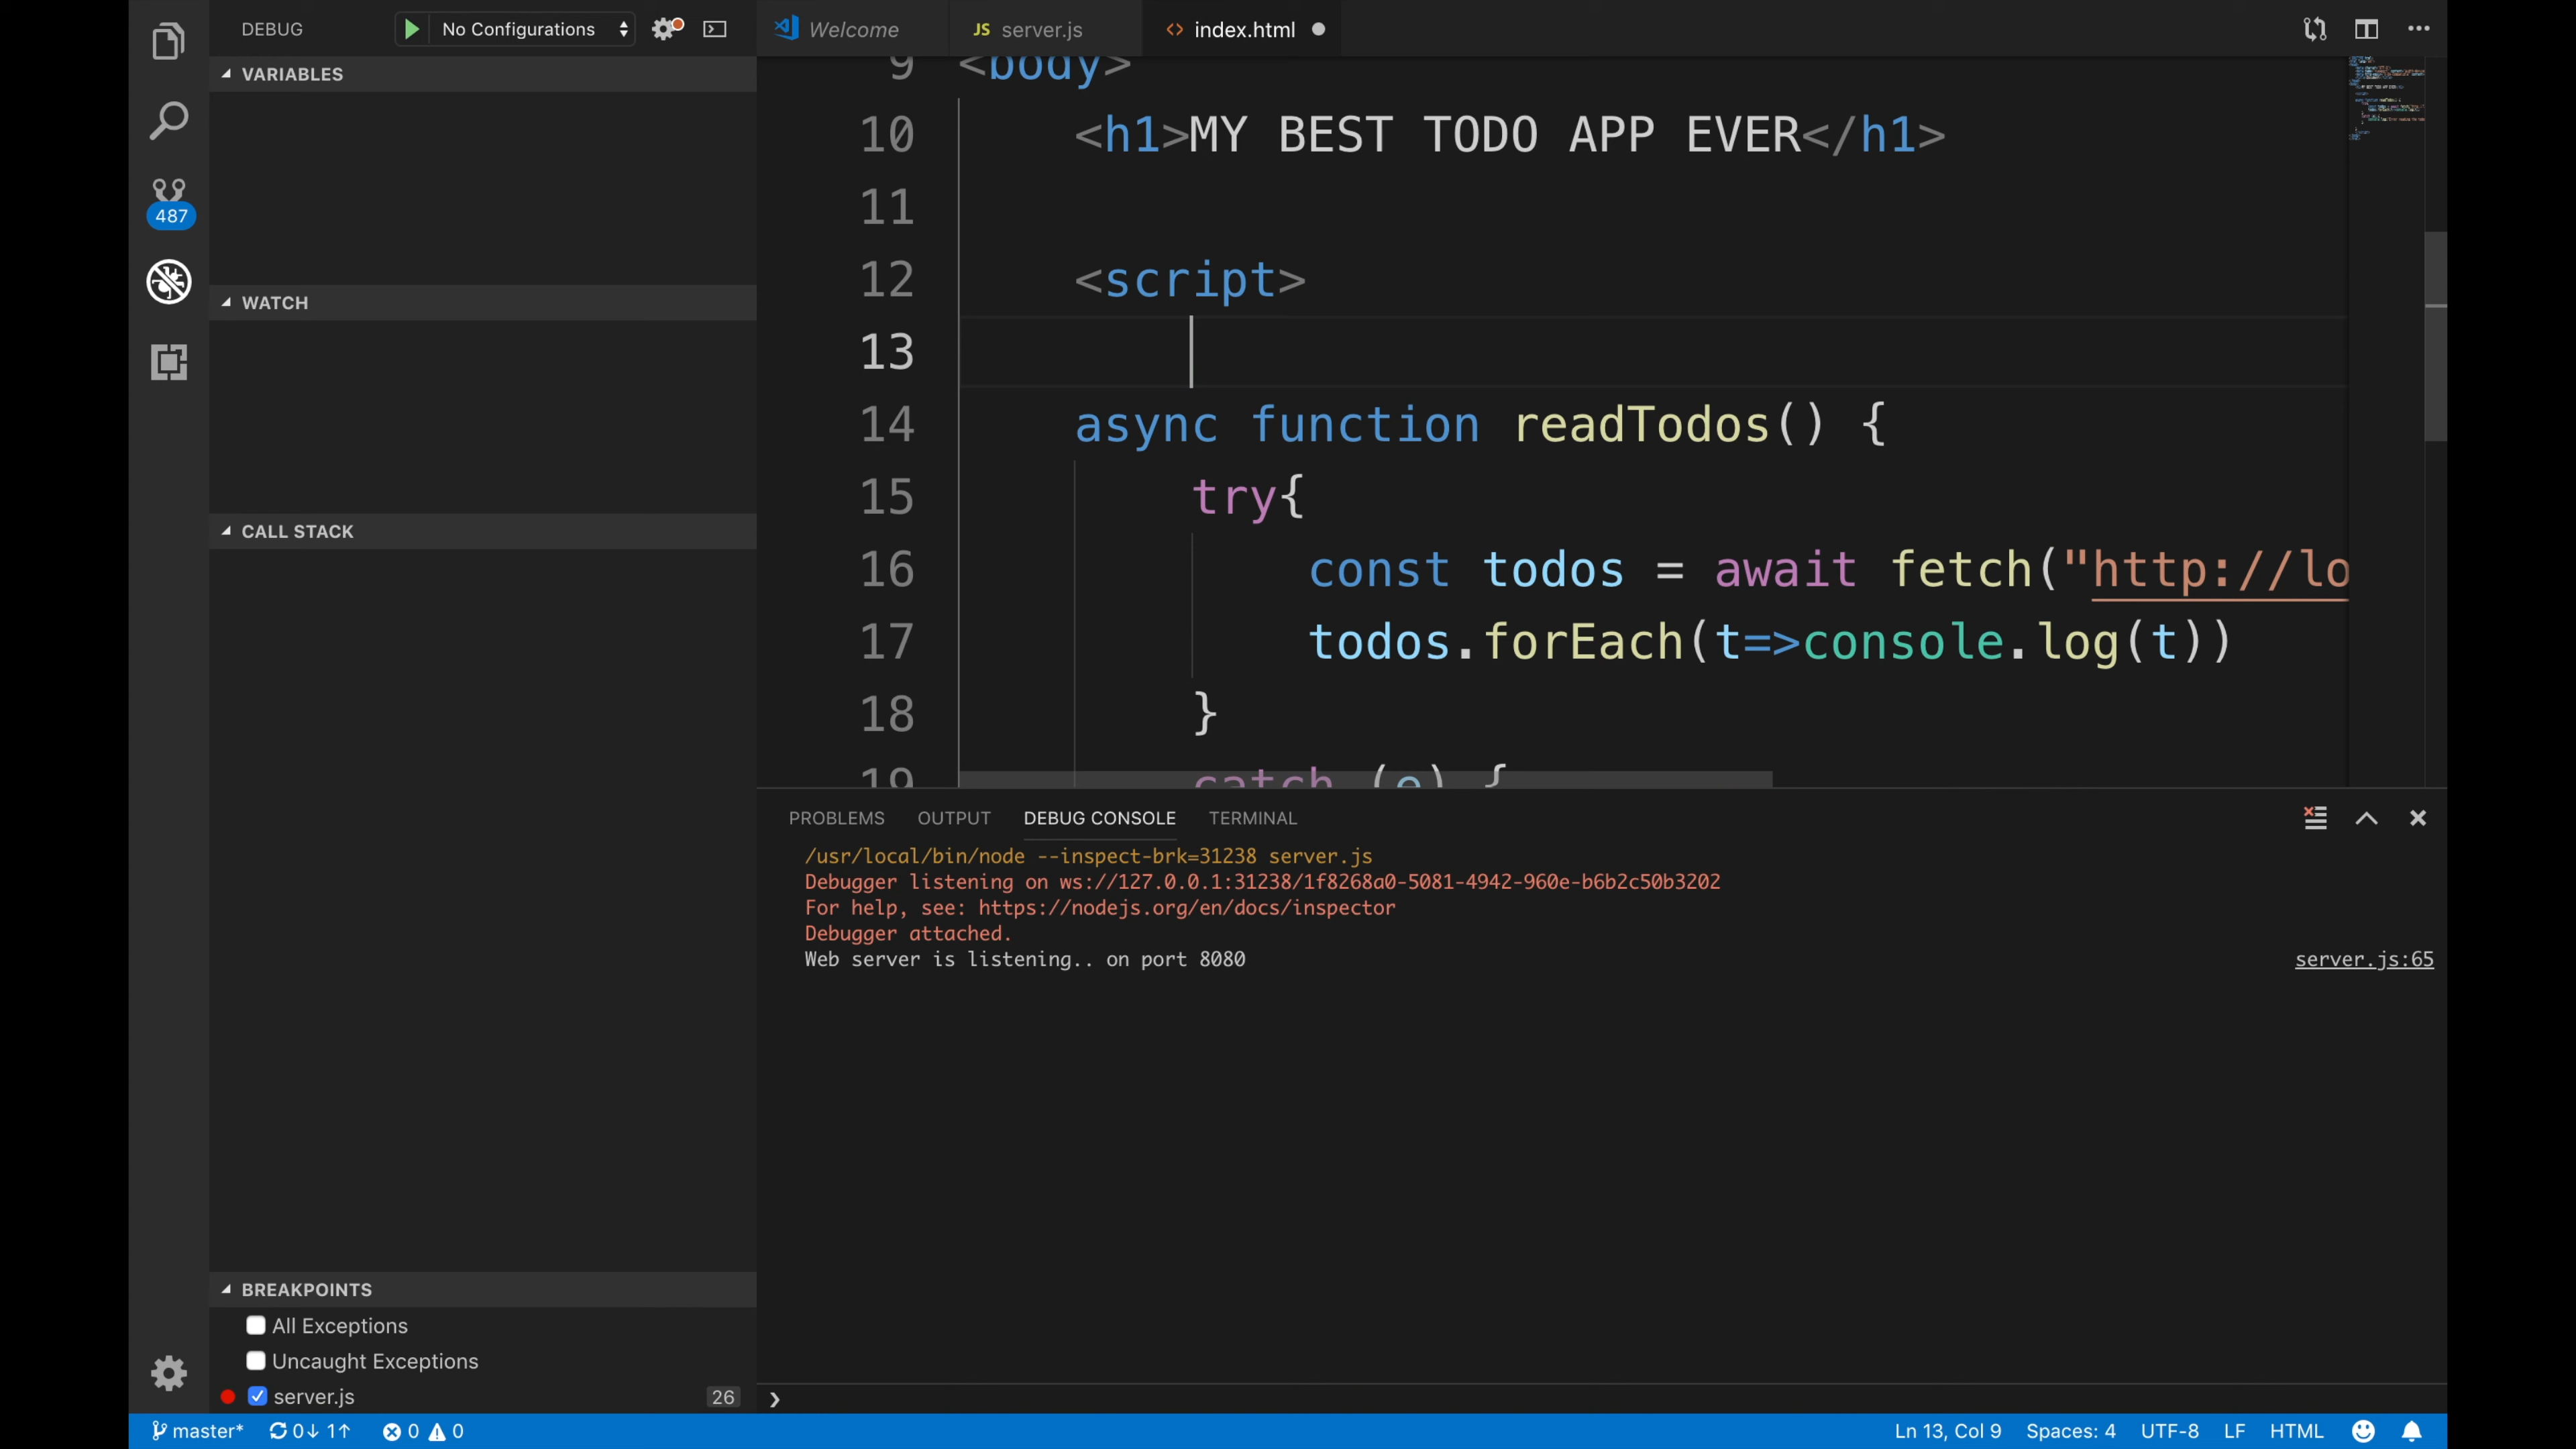 DEBUG
No Configurations
VARIABLES
487
WATCH
CALL STACK
BREAKPOINTS
All Exceptions
Uncaught Exceptions
server.js 26
Welcome
JS server.js
<> index.html
9 <body>
10 <h1>MY BEST TODO APP EVER</h1>
11
12 <script>
13
14 async function readTodos() {
15 try{
16 const todos = await fetch("http://lo
17 todos.forEach(t=>console.log(t))
18 }
19 catch (e) {
PROBLEMS OUTPUT DEBUG CONSOLE TERMINAL
/usr/local/bin/node --inspect-brk=31238 server.js
Debugger listening on ws://127.0.0.1:31238/1f8268a0-5081-4942-960e-b6b2c50b3202
For help, see: https://nodejs.org/en/docs/inspector
Debugger attached.
Web server is listening.. on port 8080 server.js:65
master* 0↓ 1↑ 0 0 Ln 13, Col 9 Spaces: 4 UTF-8 LF HTML